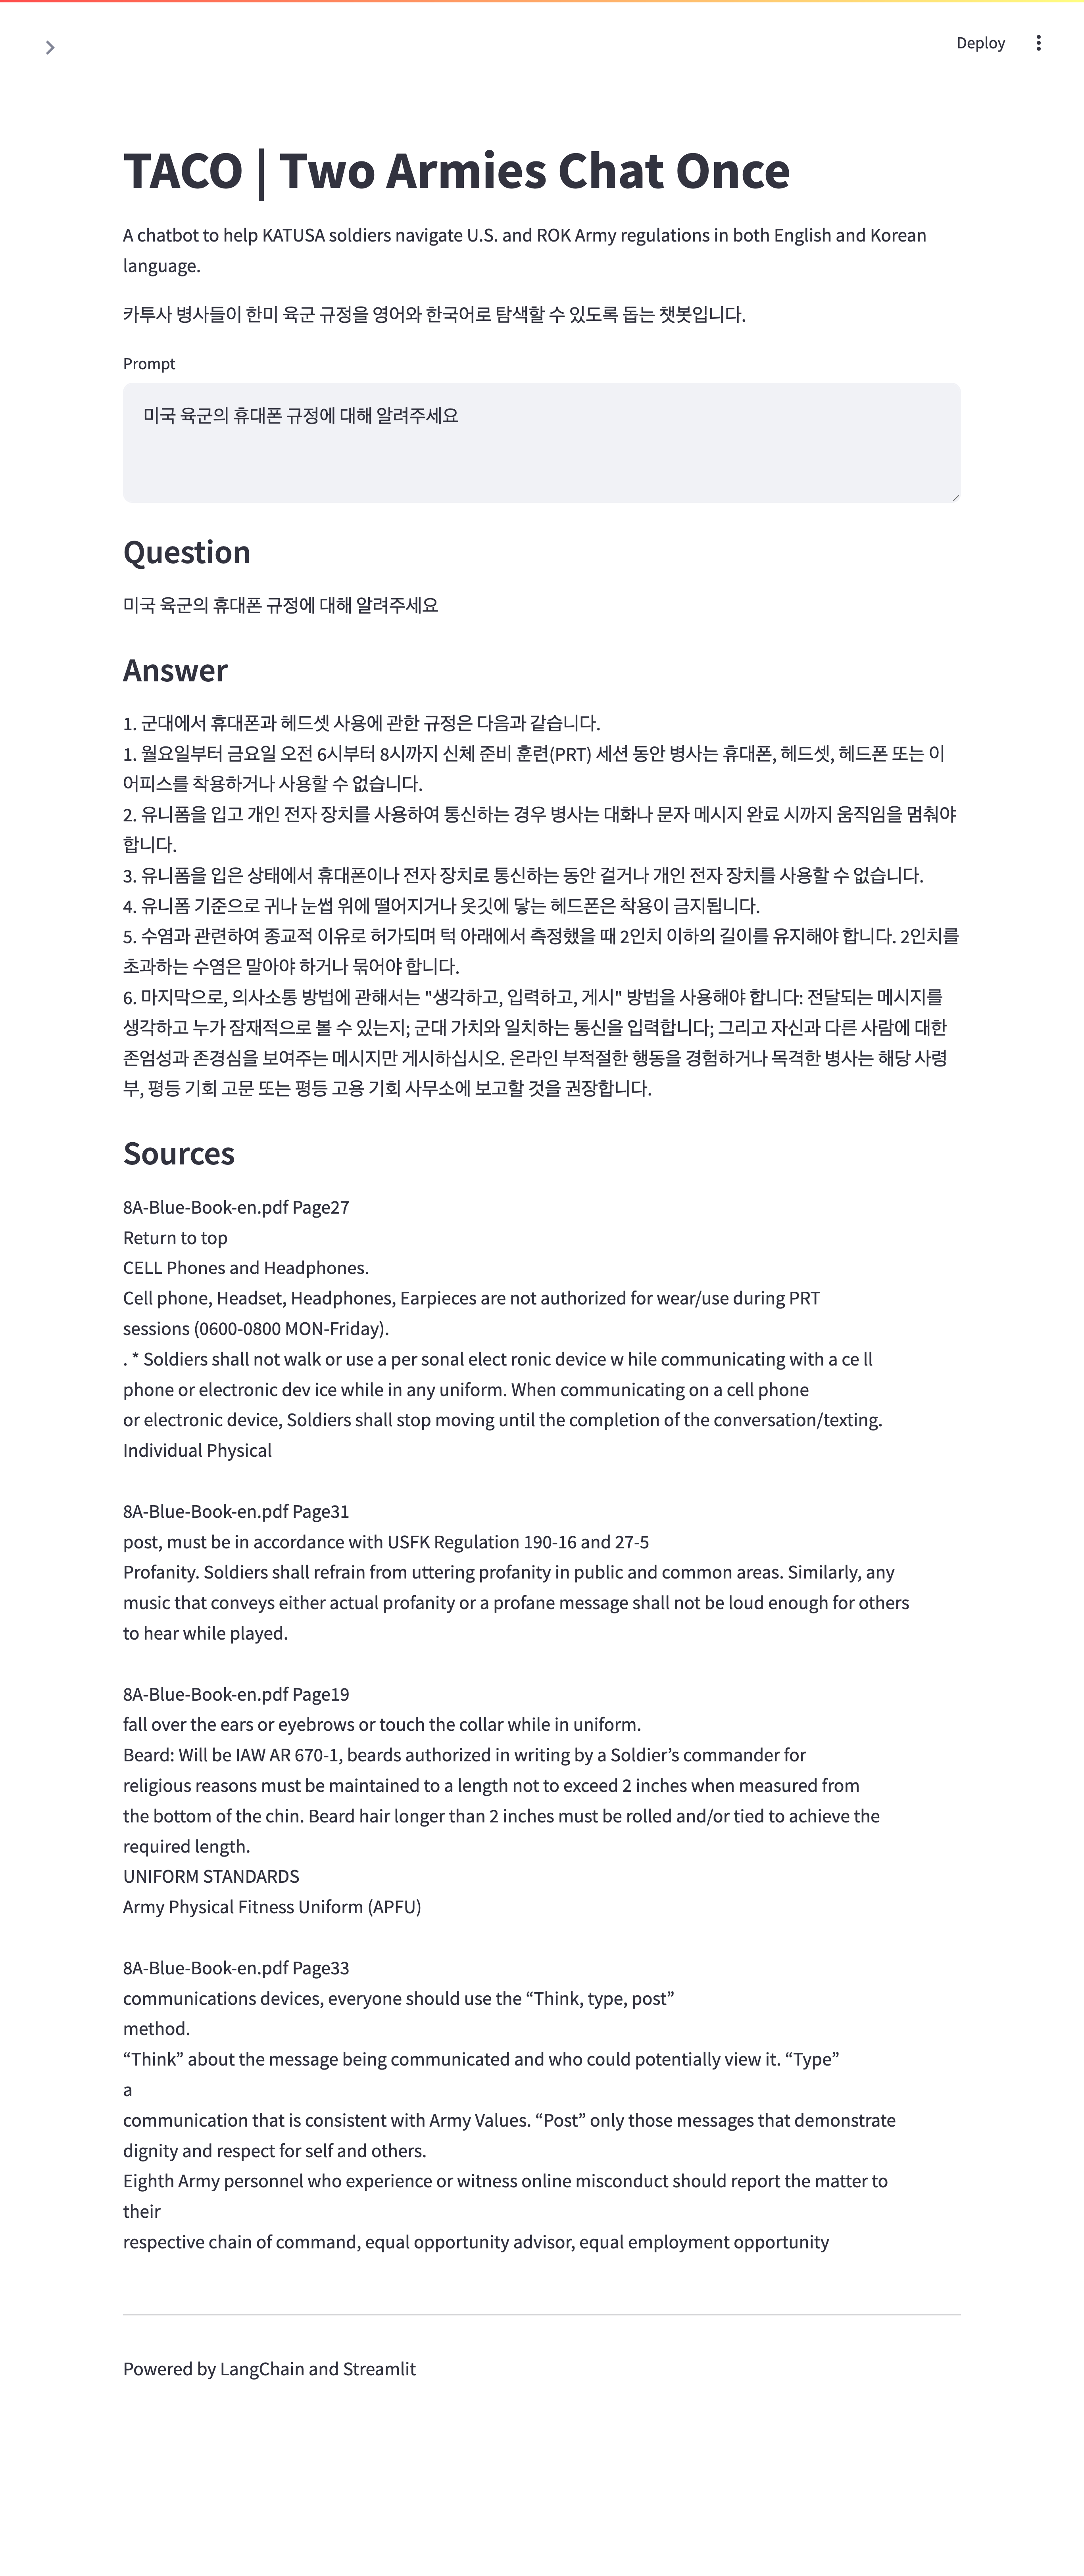 Deploy
TACO | Two Armies Chat Once
A chatbot to help KATUSA soldiers navigate U.S. and ROK Army regulations in both English and Korean
language.
카투사 병사들이 한미 육군 규정을 영어와 한국어로 탐색할 수 있도록 돕는 챗봇입니다.
Prompt
미국 육군의 휴대폰 규정에 대해 알려주세요
Question
미국 육군의 휴대폰 규정에 대해 알려주세요
Answer
1. 군대에서 휴대폰과 헤드셋 사용에 관한 규정은 다음과 같습니다.
1. 월요일부터 금요일 오전 6시부터 8시까지 신체 준비 훈련(PRT) 세션 동안 병사는 휴대폰, 헤드셋, 헤드폰 또는 이
어피스를 착용하거나 사용할 수 없습니다.
2. 유니폼을 입고 개인 전자 장치를 사용하여 통신하는 경우 병사는 대화나 문자 메시지 완료 시까지 움직임을 멈춰야
합니다.
3. 유니폼을 입은 상태에서 휴대폰이나 전자 장치로 통신하는 동안 걸거나 개인 전자 장치를 사용할 수 없습니다.
4. 유니폼 기준으로 귀나 눈썹 위에 떨어지거나 옷깃에 닿는 헤드폰은 착용이 금지됩니다.
5. 수염과 관련하여 종교적 이유로 허가되며 턱 아래에서 측정했을 때 2인치 이하의 길이를 유지해야 합니다. 2인치를
초과하는 수염은 말아야 하거나 묶어야 합니다.
6. 마지막으로, 의사소통 방법에 관해서는 "생각하고, 입력하고, 게시" 방법을 사용해야 합니다: 전달되는 메시지를
생각하고 누가 잠재적으로 볼 수 있는지; 군대 가치와 일치하는 통신을 입력합니다; 그리고 자신과 다른 사람에 대한
존엄성과 존경심을 보여주는 메시지만 게시하십시오. 온라인 부적절한 행동을 경험하거나 목격한 병사는 해당 사령
부, 평등 기회 고문 또는 평등 고용 기회 사무소에 보고할 것을 권장합니다.
Sources
8A-Blue-Book-en.pdf Page27
Return to top
CELL Phones and Headphones.
Cell phone, Headset, Headphones, Earpieces are not authorized for wear/use during PRT
sessions (0600-0800 MON-Friday).
. * Soldiers shall not walk or use a per sonal elect ronic device w hile communicating with a ce ll
phone or electronic dev ice while in any uniform. When communicating on a cell phone
or electronic device, Soldiers shall stop moving until the completion of the conversation/texting.
Individual Physical
8A-Blue-Book-en.pdf Page31
post, must be in accordance with USFK Regulation 190-16 and 27-5
Profanity. Soldiers shall refrain from uttering profanity in public and common areas. Similarly, any
music that conveys either actual profanity or a profane message shall not be loud enough for others
to hear while played.
8A-Blue-Book-en.pdf Page19
fall over the ears or eyebrows or touch the collar while in uniform.
Beard: Will be IAW AR 670-1, beards authorized in writing by a Soldier’s commander for
religious reasons must be maintained to a length not to exceed 2 inches when measured from
the bottom of the chin. Beard hair longer than 2 inches must be rolled and/or tied to achieve the
required length.
UNIFORM STANDARDS
Army Physical Fitness Uniform (APFU)
8A-Blue-Book-en.pdf Page33
communications devices, everyone should use the “Think, type, post”
method.
“Think” about the message being communicated and who could potentially view it. “Type”
a
communication that is consistent with Army Values. “Post” only those messages that demonstrate
dignity and respect for self and others.
Eighth Army personnel who experience or witness online misconduct should report the matter to
their
respective chain of command, equal opportunity advisor, equal employment opportunity
Powered by LangChain and Streamlit